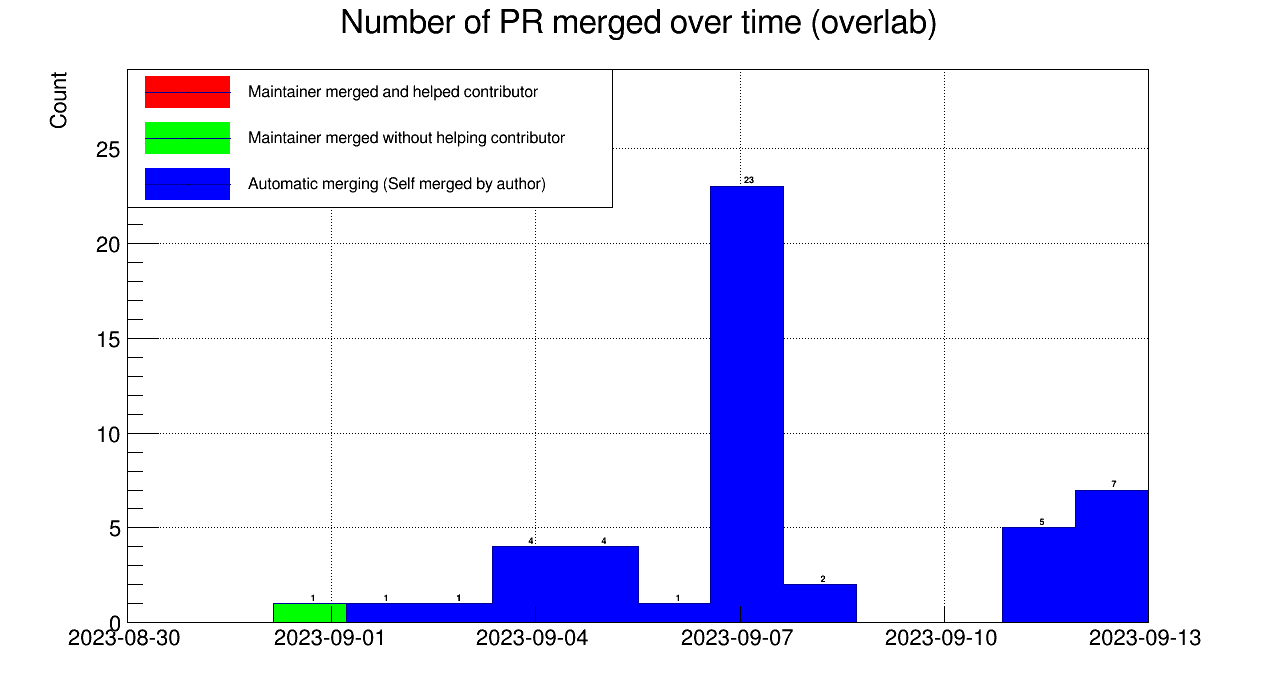 Number of PR merged over time (overlab)
Count
Maintainer merged and helped contributor
Maintainer merged without helping contributor
Automatic merging (Self merged by author)
25
20
15
10
5
0
23
7
5
4 4
2
1 1 1 1
2023-08-30 2023-09-01 2023-09-04 2023-09-07 2023-09-10 2023-09-13